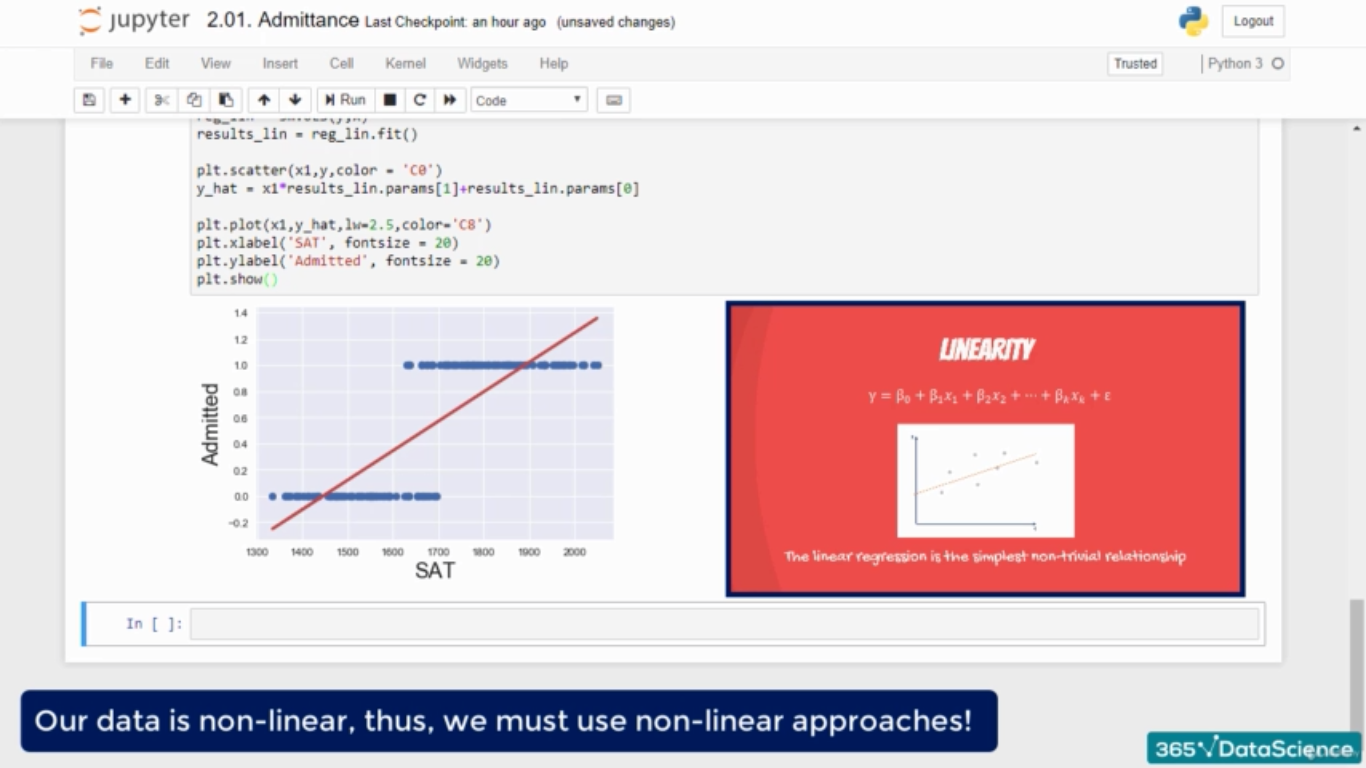 jupyter 2.01. Admittance Last Checkpoint: an hour ago (unsaved changes) Logout
File Edit View Insert Cell Kernel Widgets Help Trusted Python 3
Run Code
results_lin = reg_lin.fit()
plt.scatter(x1,y,color = 'C0')
y_hat = x1*results_lin.params[1]+results_lin.params[0]
plt.plot(x1,y_hat,lw=2.5,color='C8')
plt.xlabel('SAT', fontsize = 20)
plt.ylabel('Admitted', fontsize = 20)
plt.show()
1.4
1.2
1.0
0.8
0.6
0.4
0.2
0.0
−0.2
Admitted
1300 1400 1500 1600 1700 1800 1900 2000
SAT
LINEARITY
y = β₀ + β₁x₁ + β₂x₂ + ⋯ + βₖxₖ + ε
The linear regression is the simplest non-trivial relationship
In [ ]:
Our data is non-linear, thus, we must use non-linear approaches!
365 DataScience